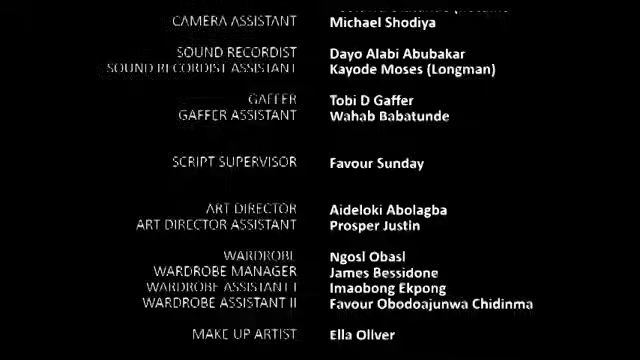 CAMERA ASSISTANT Michael Shodiya
SOUND RECORDIST Dayo Alabi Abubakar
SOUND RECORDIST ASSISTANT Kayode Moses (Longman)
GAFFER Tobi D Gaffer
GAFFER ASSISTANT Wahab Babatunde
SCRIPT SUPERVISOR Favour Sunday
ART DIRECTOR Aideloki Abolagba
ART DIRECTOR ASSISTANT Prosper Justin
WARDROBE Ngosi Obasi
WARDROBE MANAGER James Bessidone
WARDROBE ASSISTANT I Imaobong Ekpong
WARDROBE ASSISTANT II Favour Obodoajunwa Chidinma
MAKE UP ARTIST Ella Oliver